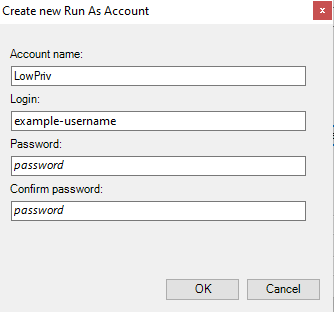 Create new Run As Account
x
Account name:
LowPriv
Login:
example-username
Password:
password
Confirm password:
password
OK
Cancel